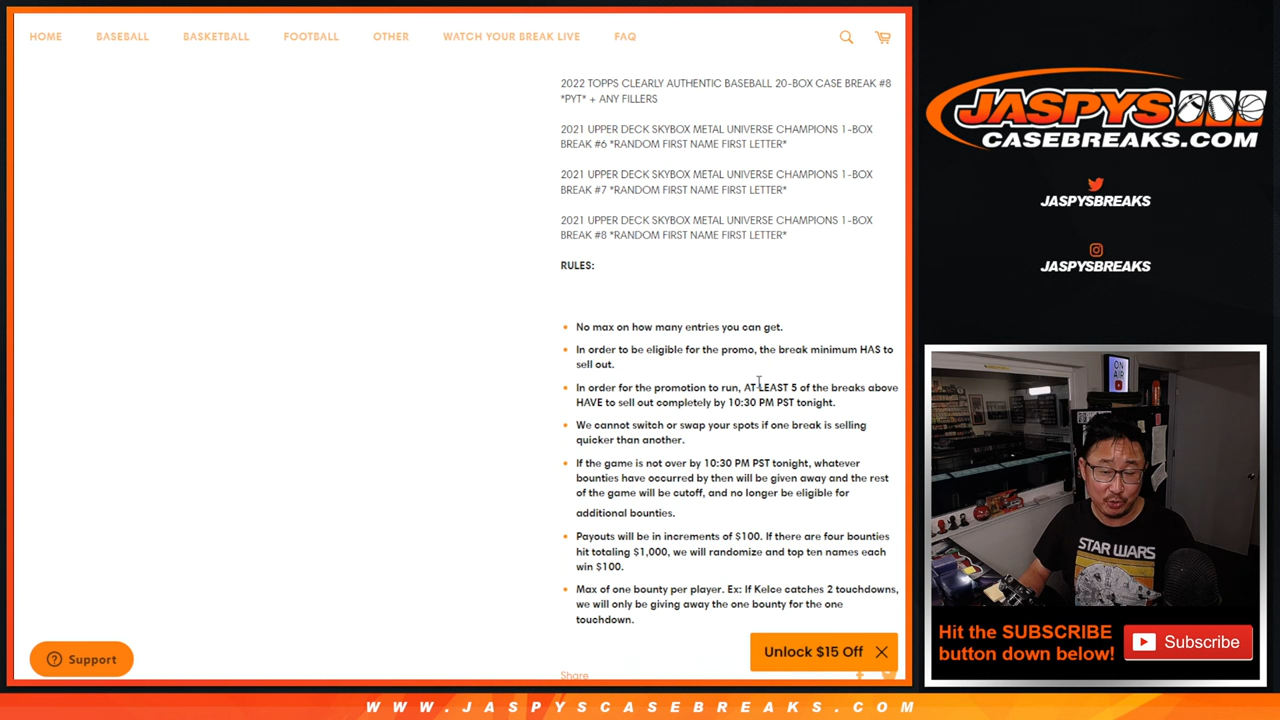 HOME BASEBALL BASKETBALL FOOTBALL OTHER WATCH YOUR BREAK LIVE FAQ
2022 TOPPS CLEARLY AUTHENTIC BASEBALL 20-BOX CASE BREAK #8
*PYT* + ANY FILLERS
2021 UPPER DECK SKYBOX METAL UNIVERSE CHAMPIONS 1-BOX
BREAK #6 *RANDOM FIRST NAME FIRST LETTER*
2021 UPPER DECK SKYBOX METAL UNIVERSE CHAMPIONS 1-BOX
BREAK #7 *RANDOM FIRST NAME FIRST LETTER*
2021 UPPER DECK SKYBOX METAL UNIVERSE CHAMPIONS 1-BOX
BREAK #8 *RANDOM FIRST NAME FIRST LETTER*
RULES:
No max on how many entries you can get.
In order to be eligible for the promo, the break minimum HAS to
sell out.
In order for the promotion to run, AT LEAST 5 of the breaks above
HAVE to sell out completely by 10:30 PM PST tonight.
We cannot switch or swap your spots if one break is selling
quicker than another.
If the game is not over by 10:30 PM PST tonight, whatever
bounties have occurred by then will be given away and the rest
of the game will be cutoff, and no longer be eligible for
additional bounties.
Payouts will be in increments of $100. If there are four bounties
hit totaling $1,000, we will randomize and top ten names each
win $100.
Max of one bounty per player. Ex: If Kelce catches 2 touchdowns,
we will only be giving away the one bounty for the one
touchdown.
Support
Unlock $15 Off
Share
JASPYS
CASEBREAKS.COM
JASPYSBREAKS
JASPYSBREAKS
ON
AIR
STAR WARS
Hit the SUBSCRIBE
button down below!
Subscribe
WWW.JASPYSCASEBREAKS.COM